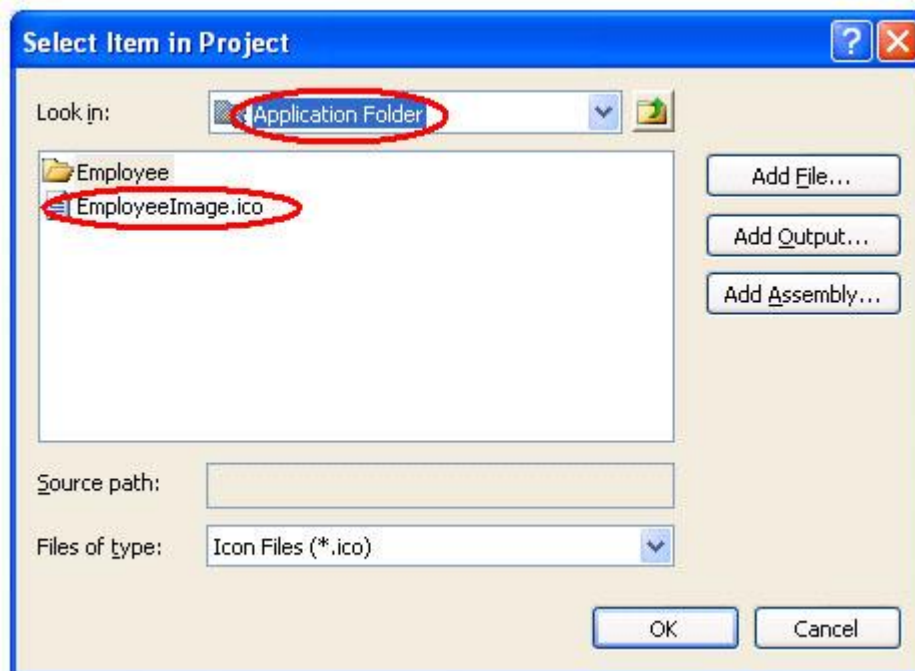 Select Item in Project
Look in:
Application Folder
Employee
EmployeeImage.ico
Add File...
Add Output...
Add Assembly...
Source path:
Files of type:
Icon Files (*.ico)
OK
Cancel